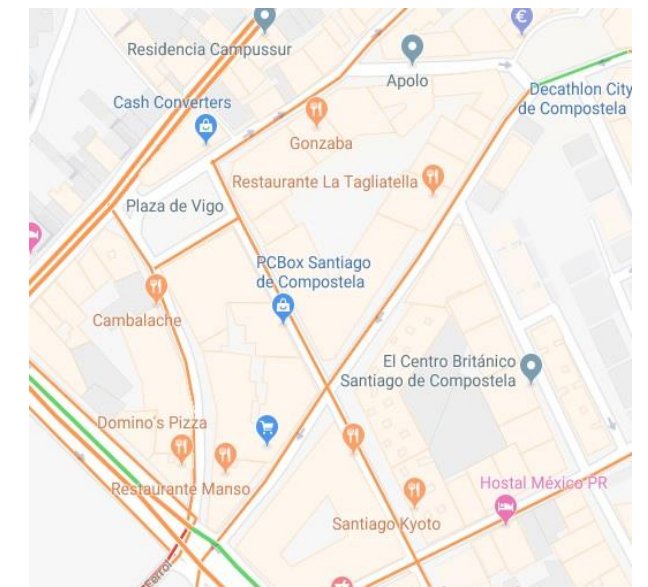 €
Residencia Campussur
Apolo
Decathlon City
de Compostela
Cash Converters
Gonzaba
Restaurante La Tagliatella
Plaza de Vigo
PCBox Santiago
de Compostela
Cambalache
El Centro Británico
Santiago de Compostela
Domino's Pizza
Restaurante Manso
Hostal México PR
Santiago Kyoto
Ferrol